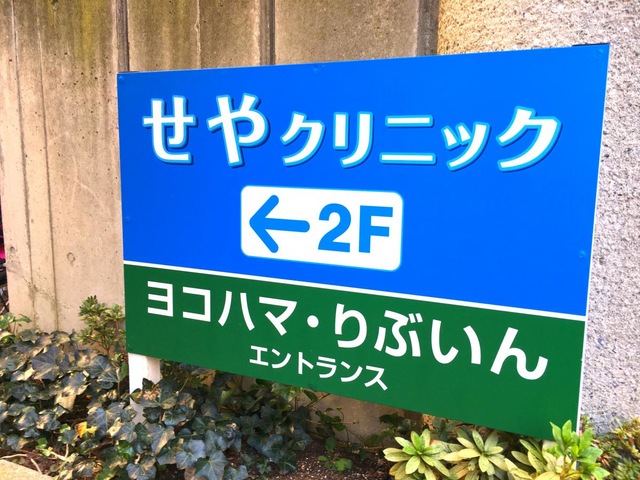 せやクリニック
←2F
ヨコハマ・りぶいん
エントランス